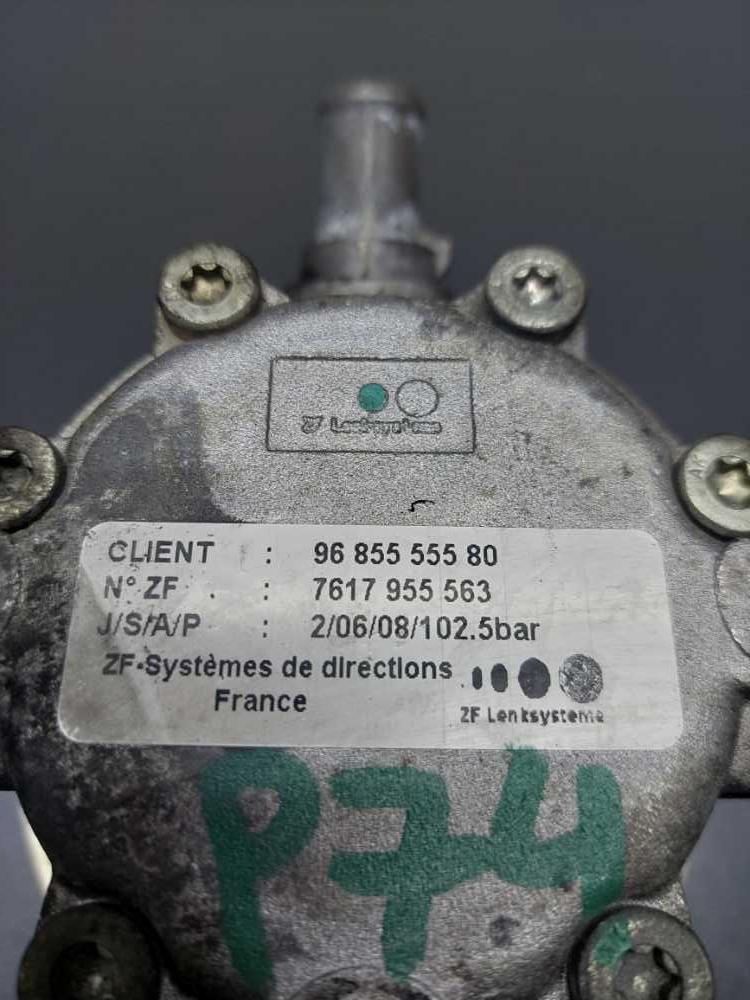 ZF Lenksysteme
CLIENT : 96 855 555 80
N° ZF . : 7617 955 563
J/S/A/P : 2/06/08/102.5bar
ZF-Systèmes de directions
France
ZF Lenksysteme
P74